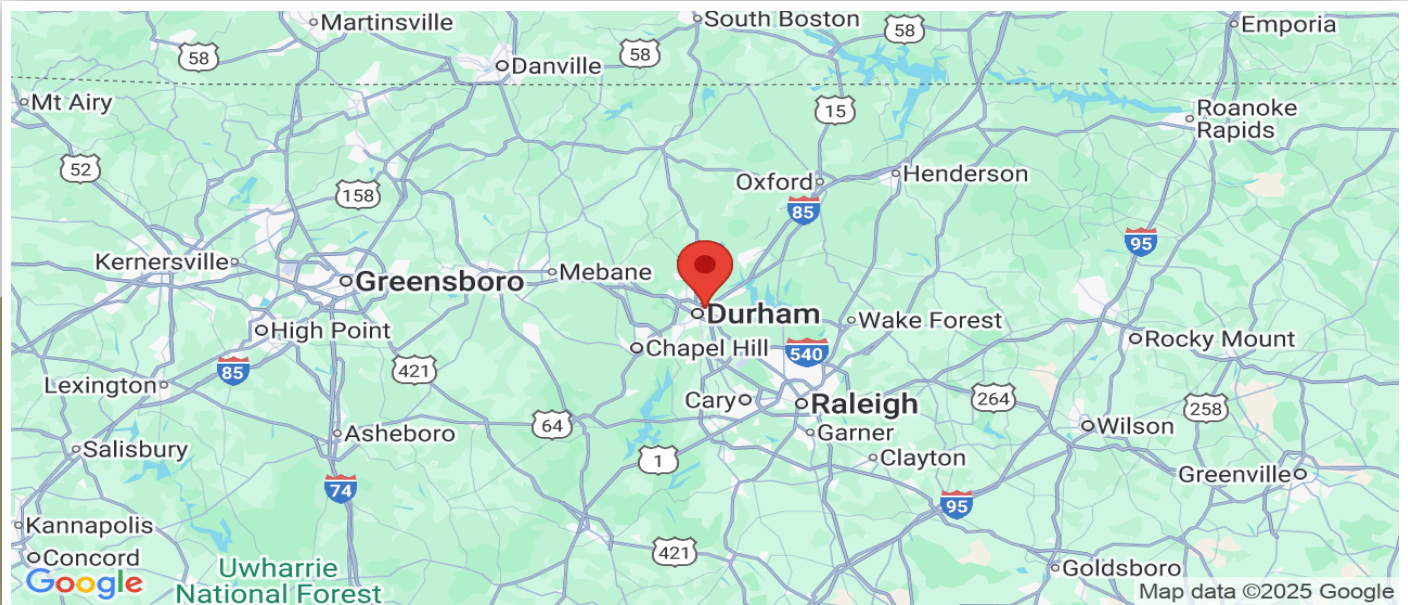 Martinsville
South Boston
58
Emporia
58
58
Danville
Mt Airy
15
Roanoke
Rapids
52
158
Oxford
Henderson
85
95
Kernersville
Mebane
Greensboro
Durham
High Point
Wake Forest
Rocky Mount
Chapel Hill
540
85
421
Lexington
Cary
Raleigh
264
258
64
Wilson
Asheboro
Garner
Salisbury
1
Clayton
Greenville
74
95
Kannapolis
421
Concord
Uwharrie
National Forest
Goldsboro
Google
Map data ©2025 Google